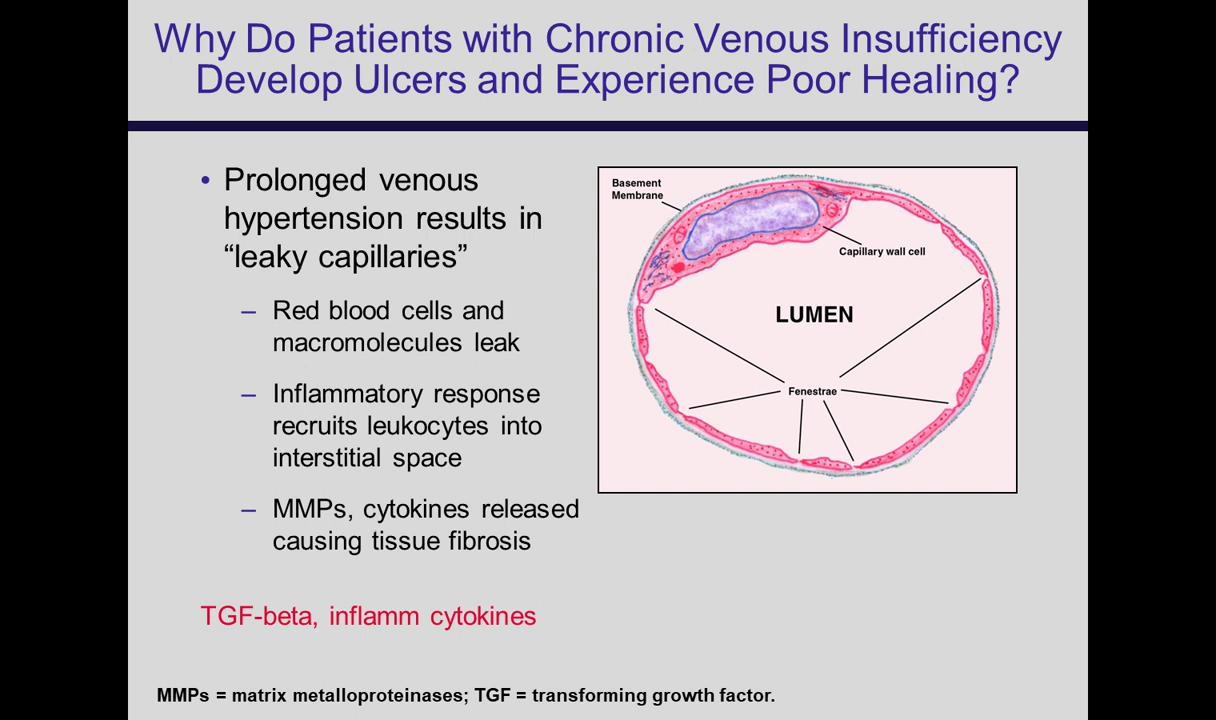 Why Do Patients with Chronic Venous Insufficiency
Develop Ulcers and Experience Poor Healing?
• Prolonged venous
hypertension results in
“leaky capillaries”
– Red blood cells and
macromolecules leak
– Inflammatory response
recruits leukocytes into
interstitial space
– MMPs, cytokines released
causing tissue fibrosis
TGF-beta, inflamm cytokines
Basement
Membrane
Capillary wall cell
LUMEN
Fenestrae
MMPs = matrix metalloproteinases; TGF = transforming growth factor.